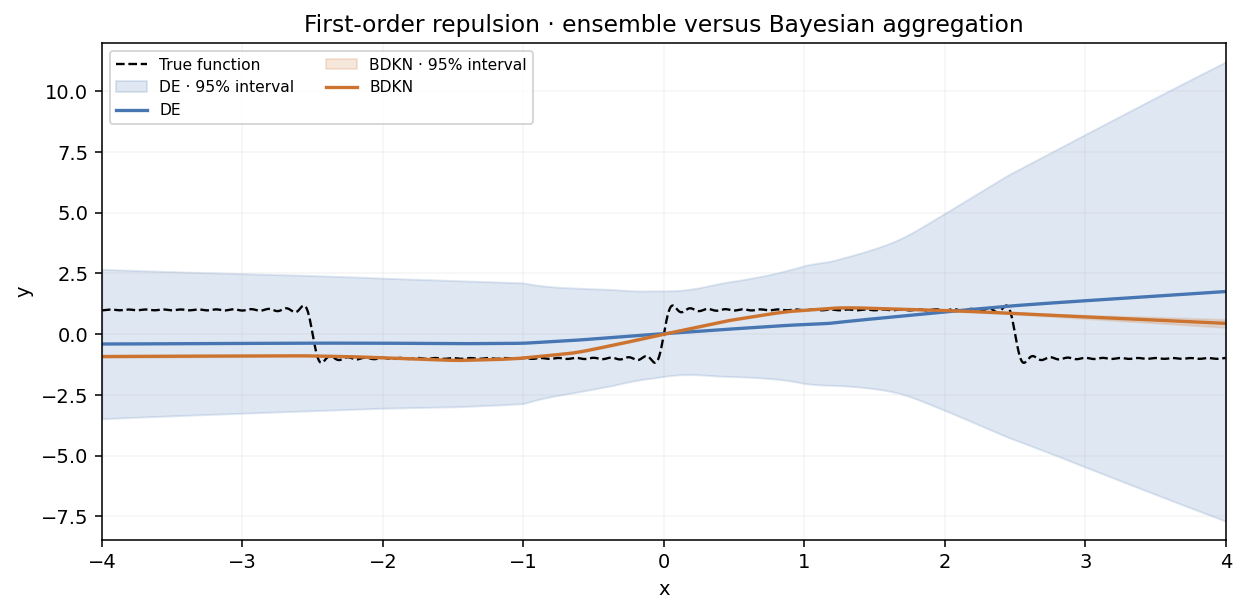 First-order repulsion · ensemble versus Bayesian aggregation
True function
DE · 95% interval
DE
BDKN · 95% interval
BDKN
y
10.0
7.5
5.0
2.5
0.0
−2.5
−5.0
−7.5
−4 −3 −2 −1 0 1 2 3 4
x